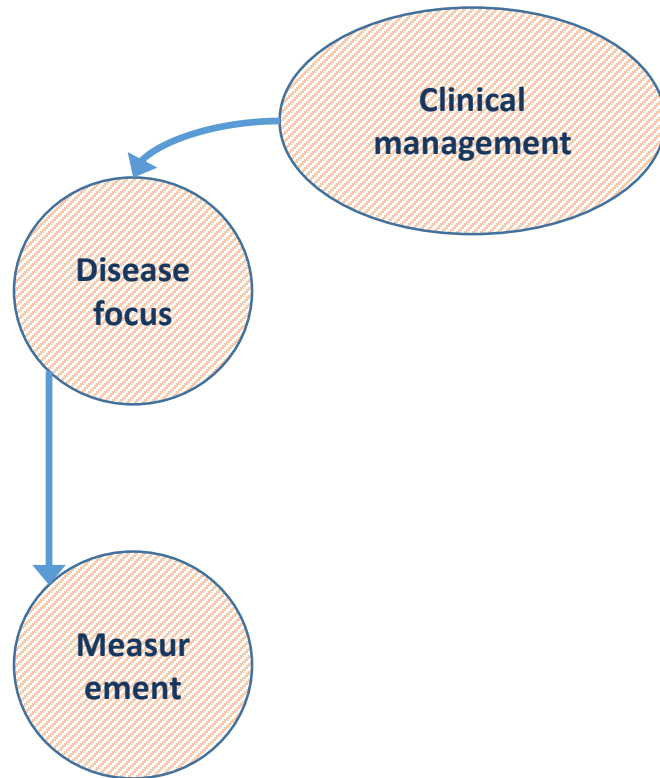 Clinical
management
Disease
focus
Measur
ement